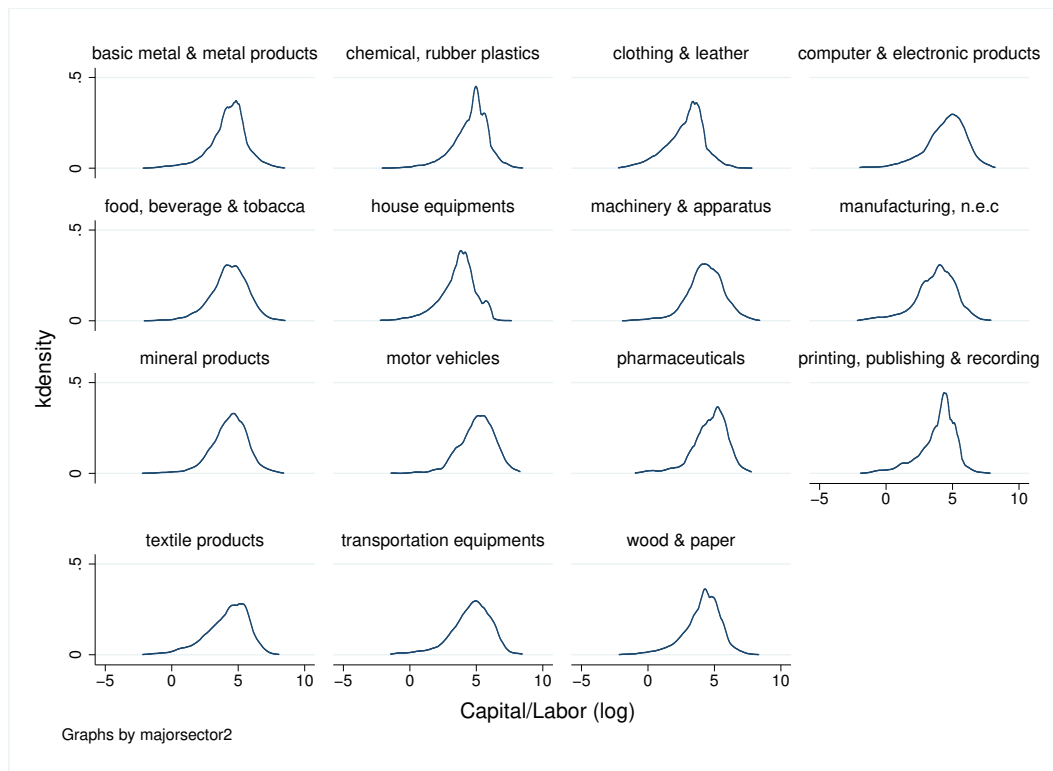 basic metal & metal products
chemical, rubber plastics
clothing & leather
computer & electronic products
.5
0
food, beverage & tobacca
house equipments
machinery & apparatus
manufacturing, n.e.c
.5
0
mineral products
motor vehicles
pharmaceuticals
printing, publishing & recording
.5
0
−5 0 5 10
textile products
transportation equipments
wood & paper
.5
0
−5 0 5 10
−5 0 5 10
−5 0 5 10
kdensity
Capital/Labor (log)
Graphs by majorsector2